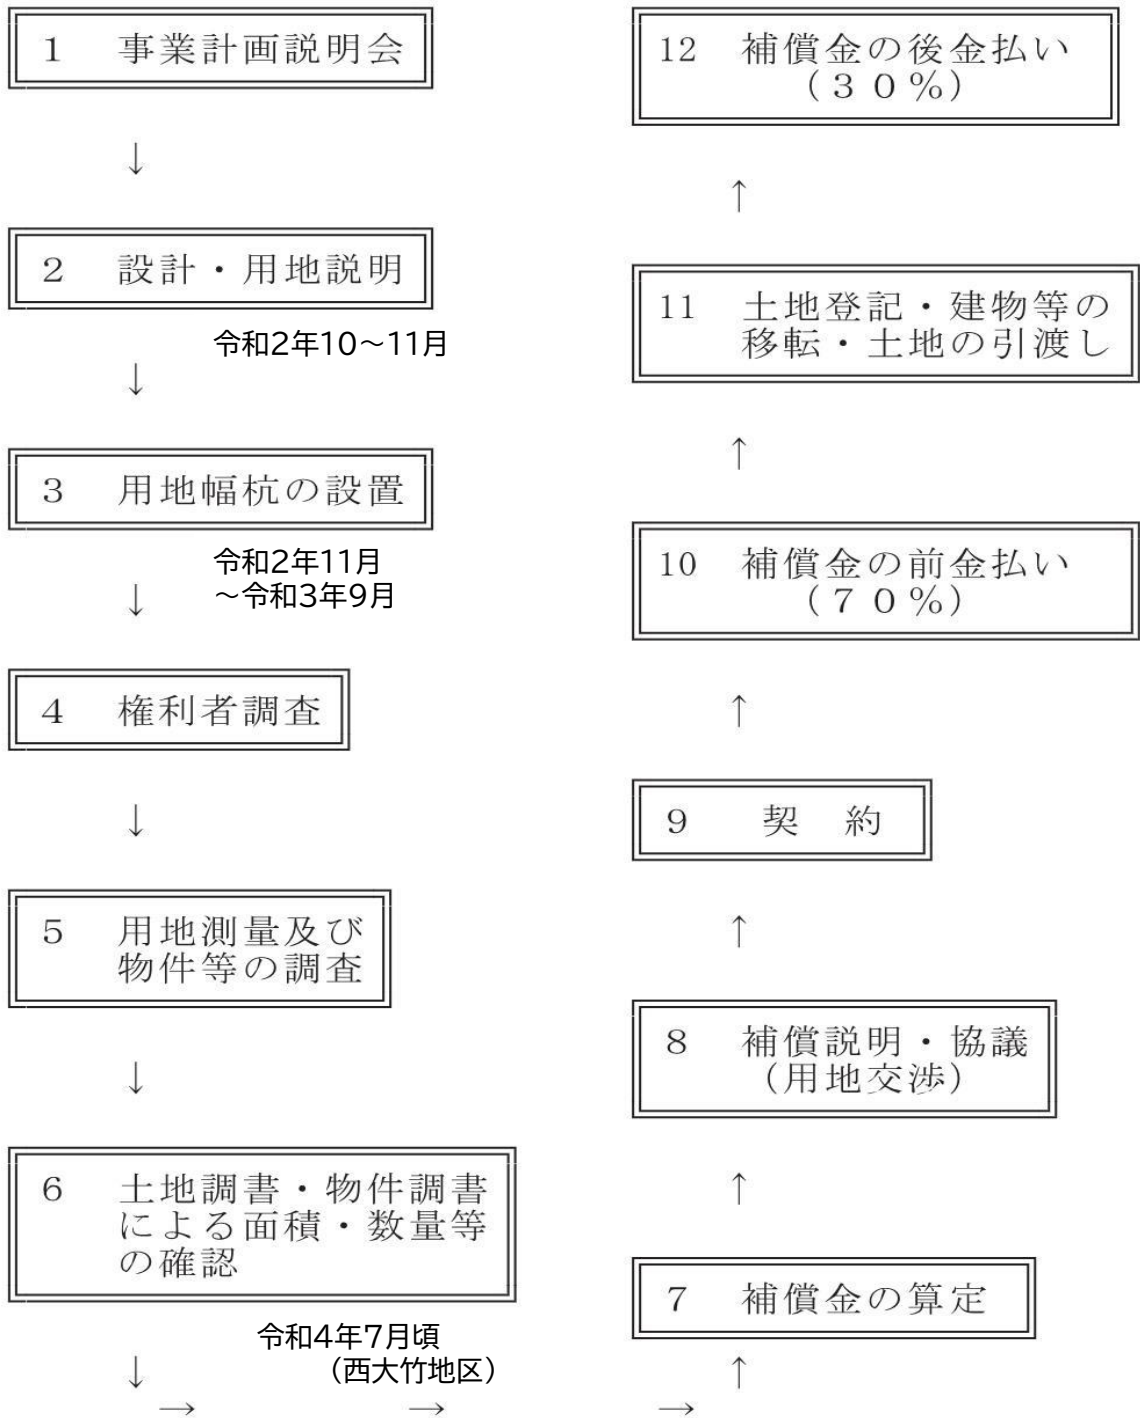 1 事業計画説明会
↓
2 設計・用地説明
令和2年10～11月
↓
3 用地幅杭の設置
令和2年11月
～令和3年9月
↓
4 権利者調査
↓
5 用地測量及び
物件等の調査
↓
6 土地調書・物件調書
による面積・数量等
の確認
令和4年7月頃
（西大竹地区）
↓
→ → →
↑
7 補償金の算定
↑
8 補償説明・協議
（用地交渉）
↑
9 契 約
↑
10 補償金の前金払い
（７０％）
↑
11 土地登記・建物等の
移転・土地の引渡し
↑
12 補償金の後金払い
（３０％）